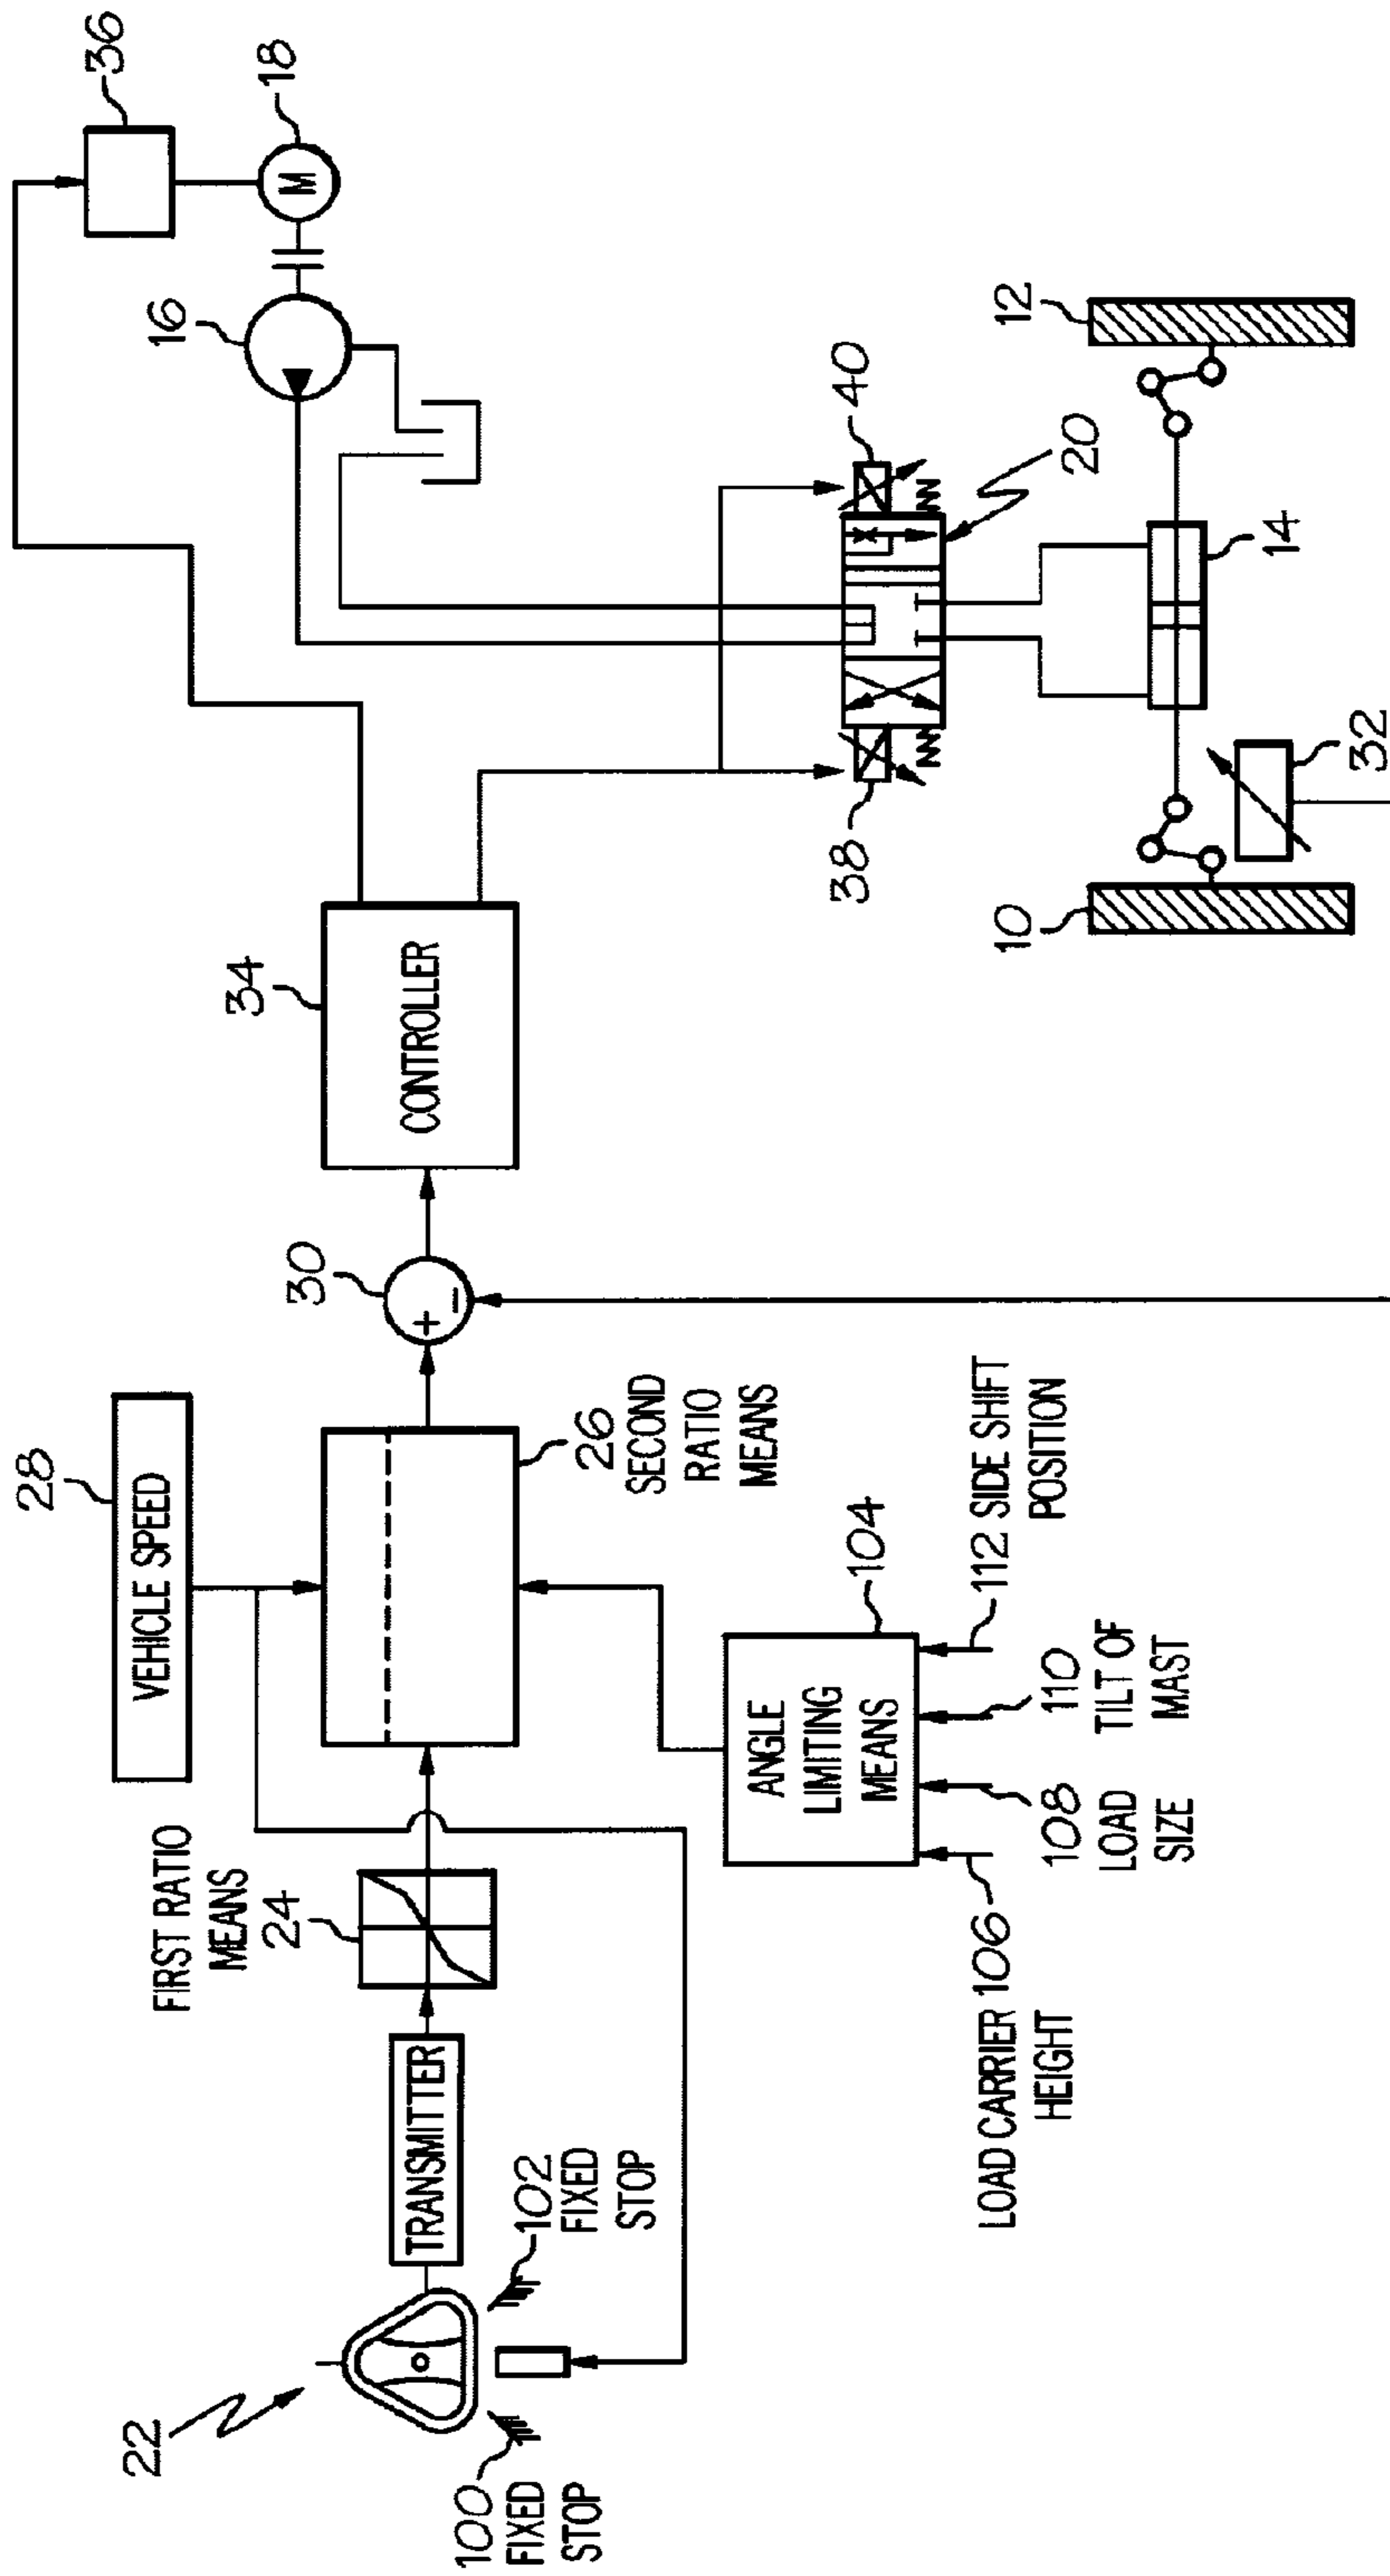 22
100
FIXED
STOP
102
FIXED
STOP
TRANSMITTER
FIRST RATIO
MEANS
24
28
VEHICLE SPEED
26
SECOND
RATIO
MEANS
104
ANGLE
LIMITING
MEANS
LOAD CARRIER 106
HEIGHT
108
LOAD
SIZE
110
TILT OF
MAST
112 SIDE SHIFT
POSITION
30
+
−
34
CONTROLLER
36
18
M
16
38
40
20
10
12
14
32